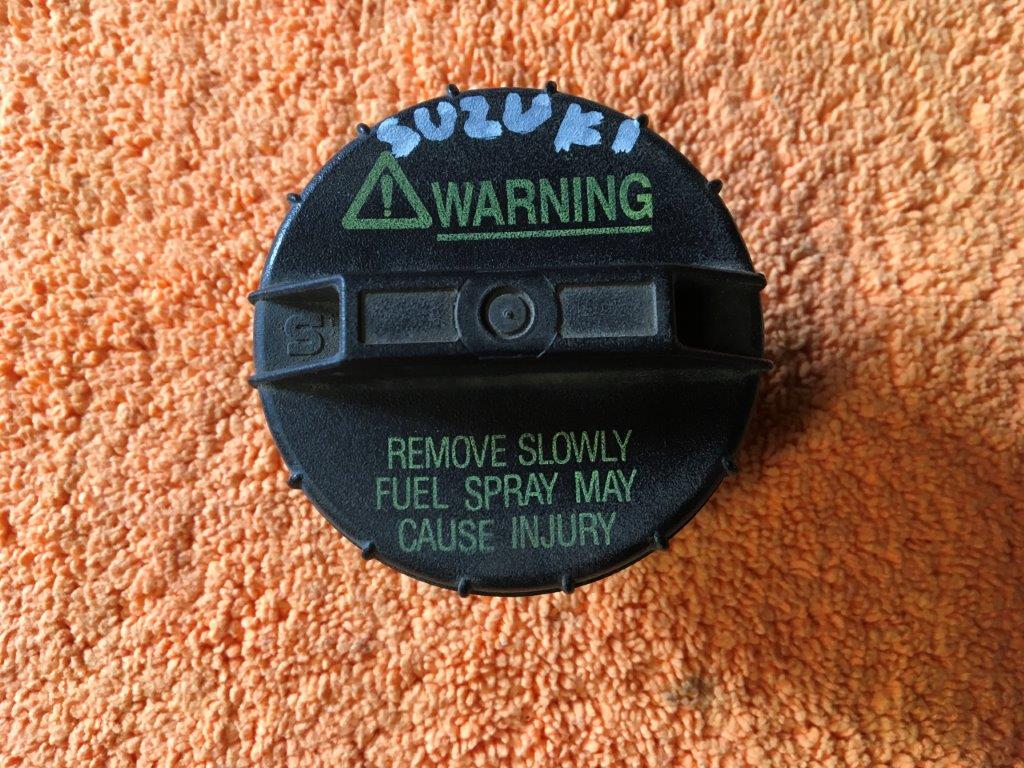 SUZUKI
WARNING
S
REMOVE SLOWLY
FUEL SPRAY MAY
CAUSE INJURY